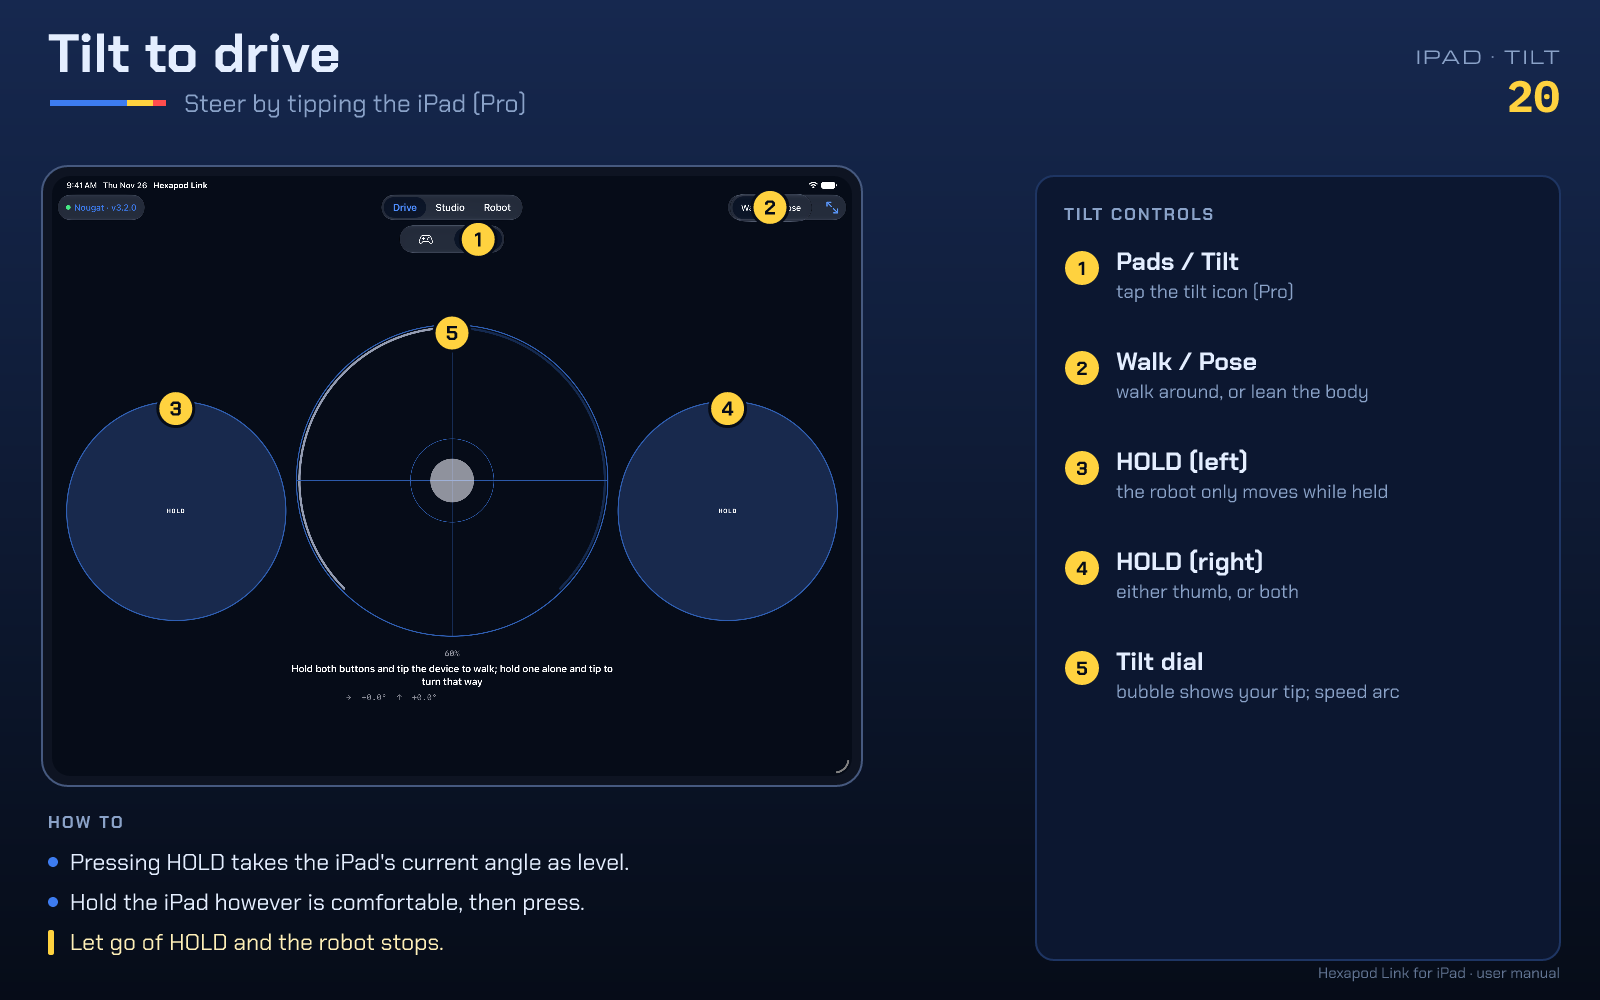 Tilt to drive
Steer by tipping the iPad (Pro)
IPAD · TILT
20
9:41 AM Thu Nov 26 Hexapod Link
Nougat · v3.2.0
Drive Studio Robot
2
1
5
3
4
HOLD
HOLD
60%
Hold both buttons and tip the device to walk; hold one alone and tip to
turn that way
→ -0.0° ↑ +0.0°
TILT CONTROLS
1 Pads / Tilt
tap the tilt icon (Pro)
2 Walk / Pose
walk around, or lean the body
3 HOLD (left)
the robot only moves while held
4 HOLD (right)
either thumb, or both
5 Tilt dial
bubble shows your tip; speed arc
HOW TO
Pressing HOLD takes the iPad's current angle as level.
Hold the iPad however is comfortable, then press.
Let go of HOLD and the robot stops.
Hexapod Link for iPad · user manual